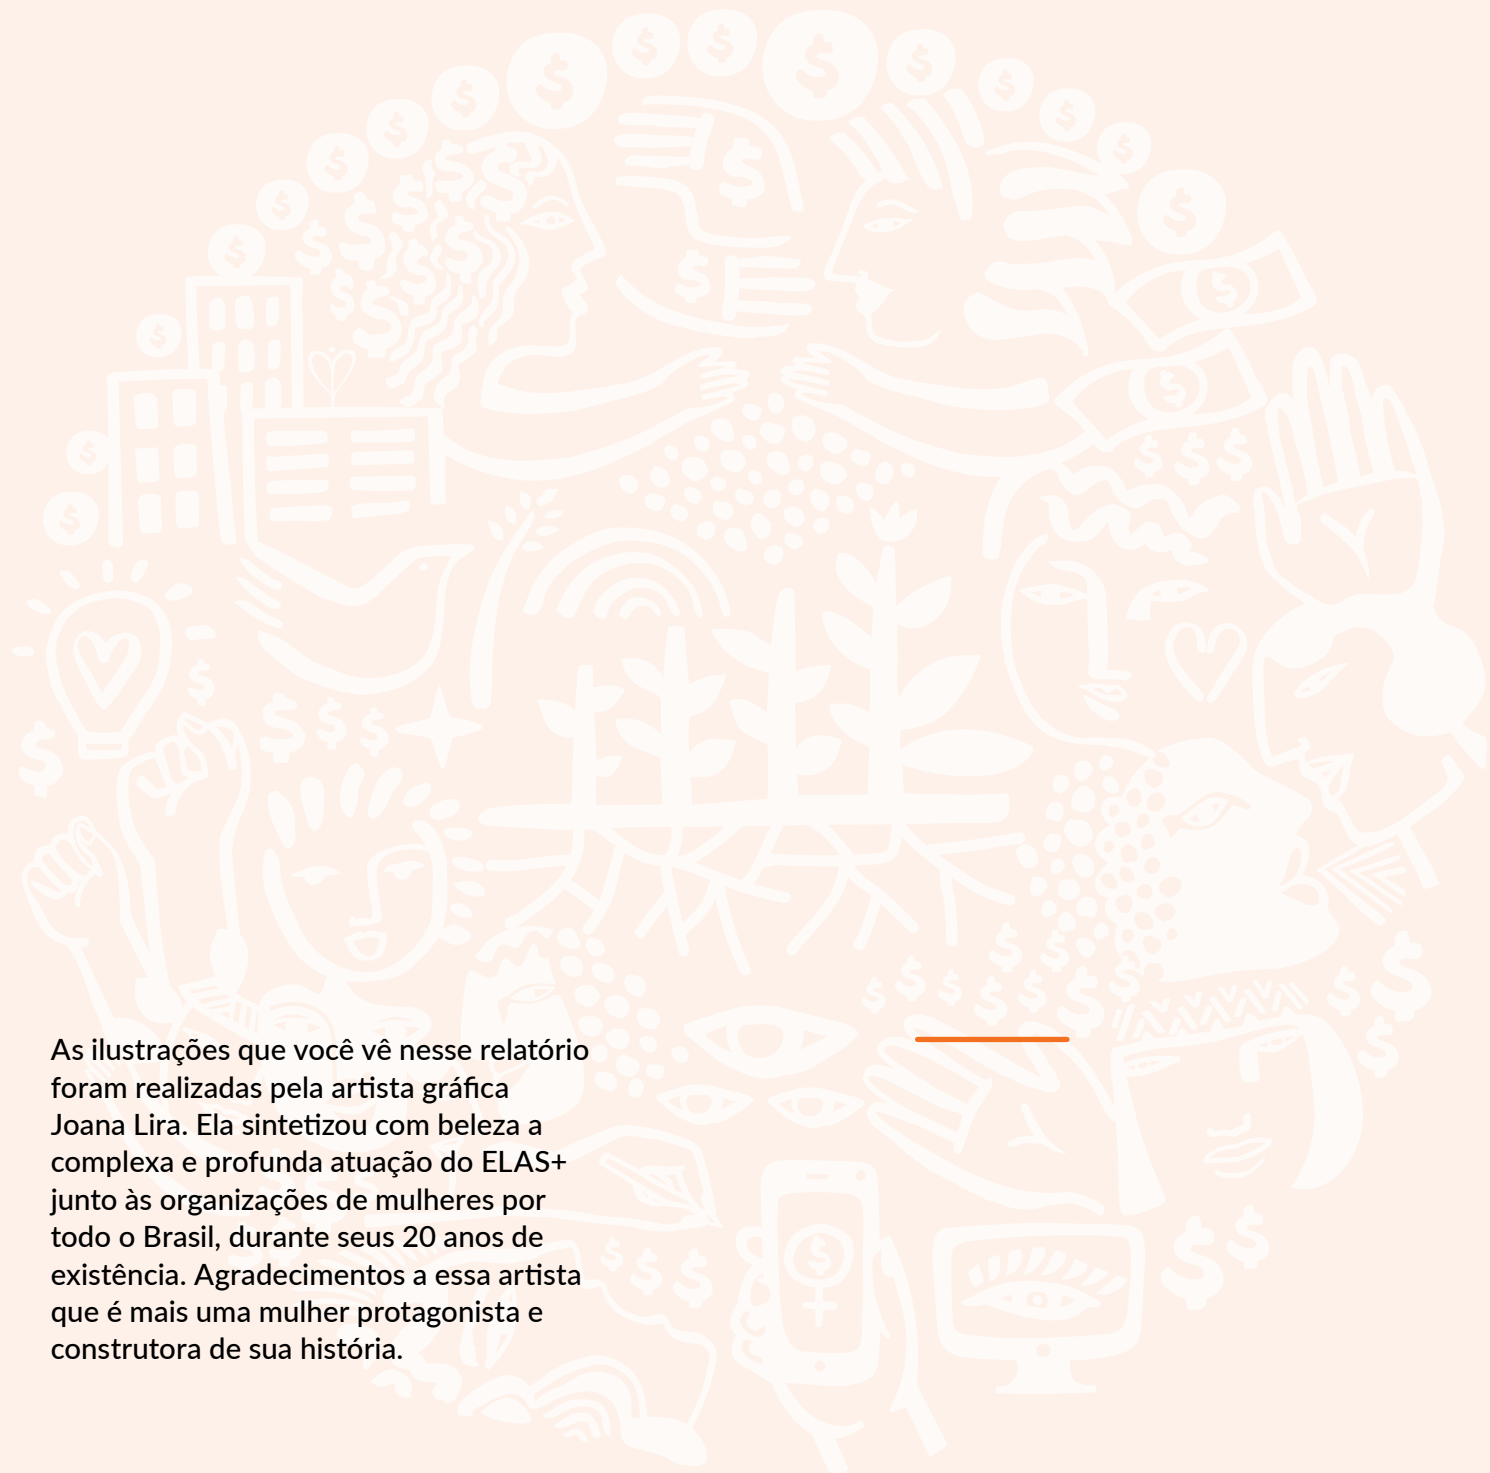 As ilustrações que você vê nesse relatório
foram realizadas pela artista gráfica
Joana Lira. Ela sintetizou com beleza a
complexa e profunda atuação do ELAS+
junto às organizações de mulheres por
todo o Brasil, durante seus 20 anos de
existência. Agradecimentos a essa artista
que é mais uma mulher protagonista e
construtora de sua história.